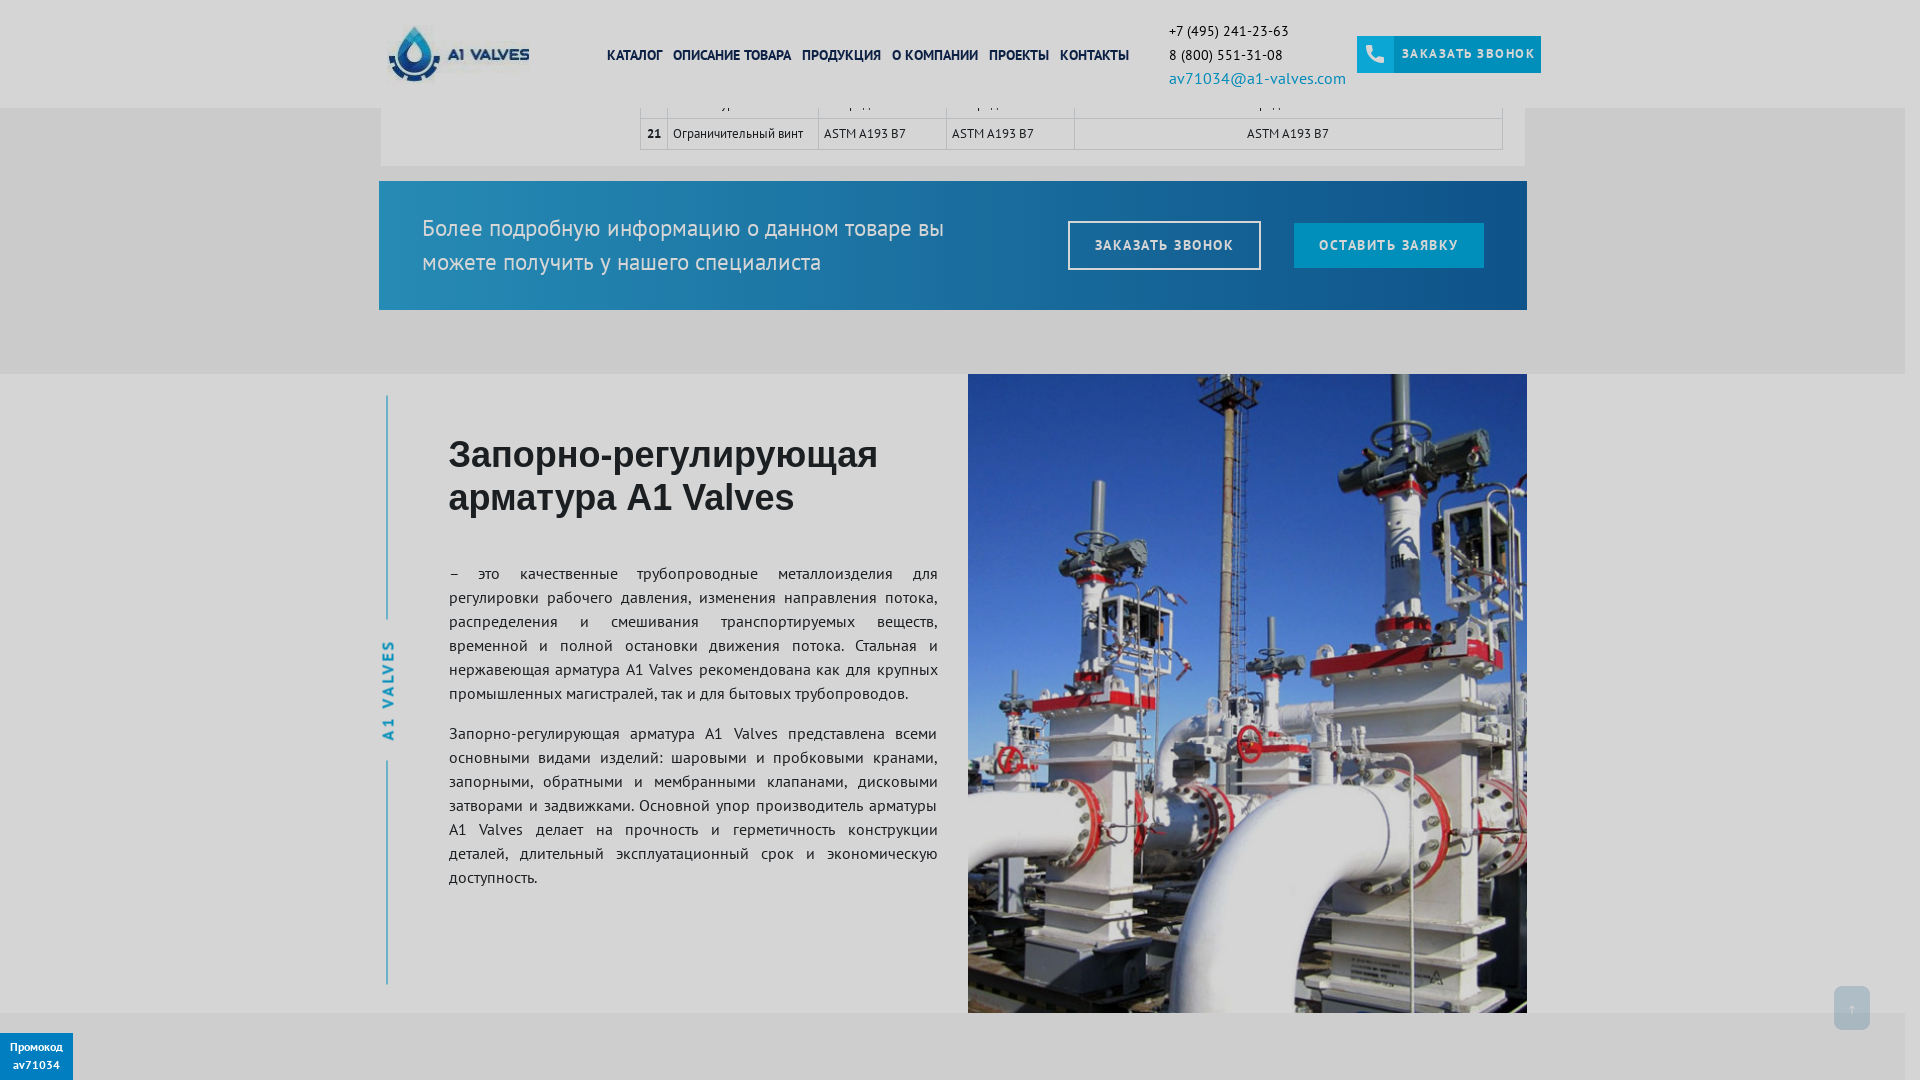 A1 VALVES
КАТАЛОГ ОПИСАНИЕ ТОВАРА ПРОДУКЦИЯ О КОМПАНИИ ПРОЕКТЫ КОНТАКТЫ
+7 (495) 241-23-63
8 (800) 551-31-08
av71034@a1-valves.com
ЗАКАЗАТЬ ЗВОНОК
21 Ограничительный винт ASTM A193 B7 ASTM A193 B7 ASTM A193 B7
Более подробную информацию о данном товаре вы
можете получить у нашего специалиста
ЗАКАЗАТЬ ЗВОНОК
ОСТАВИТЬ ЗАЯВКУ
A1 VALVES
Запорно-регулирующая
арматура A1 Valves
– это качественные трубопроводные металлоизделия для
регулировки рабочего давления, изменения направления потока,
распределения и смешивания транспортируемых веществ,
временной и полной остановки движения потока. Стальная и
нержавеющая арматура A1 Valves рекомендована как для крупных
промышленных магистралей, так и для бытовых трубопроводов.
Запорно-регулирующая арматура A1 Valves представлена всеми
основными видами изделий: шаровыми и пробковыми кранами,
запорными, обратными и мембранными клапанами, дисковыми
затворами и задвижками. Основной упор производитель арматуры
A1 Valves делает на прочность и герметичность конструкции
деталей, длительный эксплуатационный срок и экономическую
доступность.
Промокод
av71034